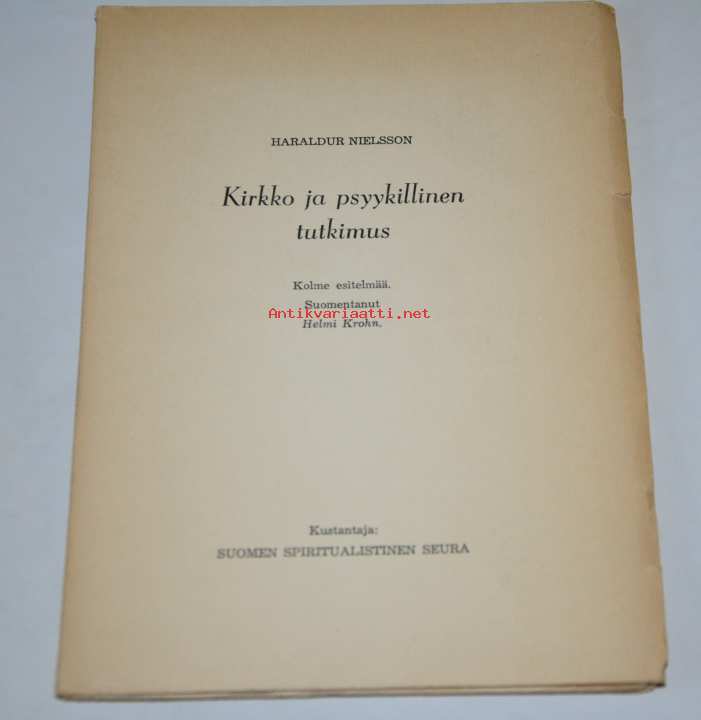 HARALDUR NIELSSON
Kirkko ja psyykillinen
tutkimus
Kolme esitelmää.
Suomentanut
Antikvariaatti.net
Helmi Krohn.
Kustantaja:
SUOMEN SPIRITUALISTINEN SEURA